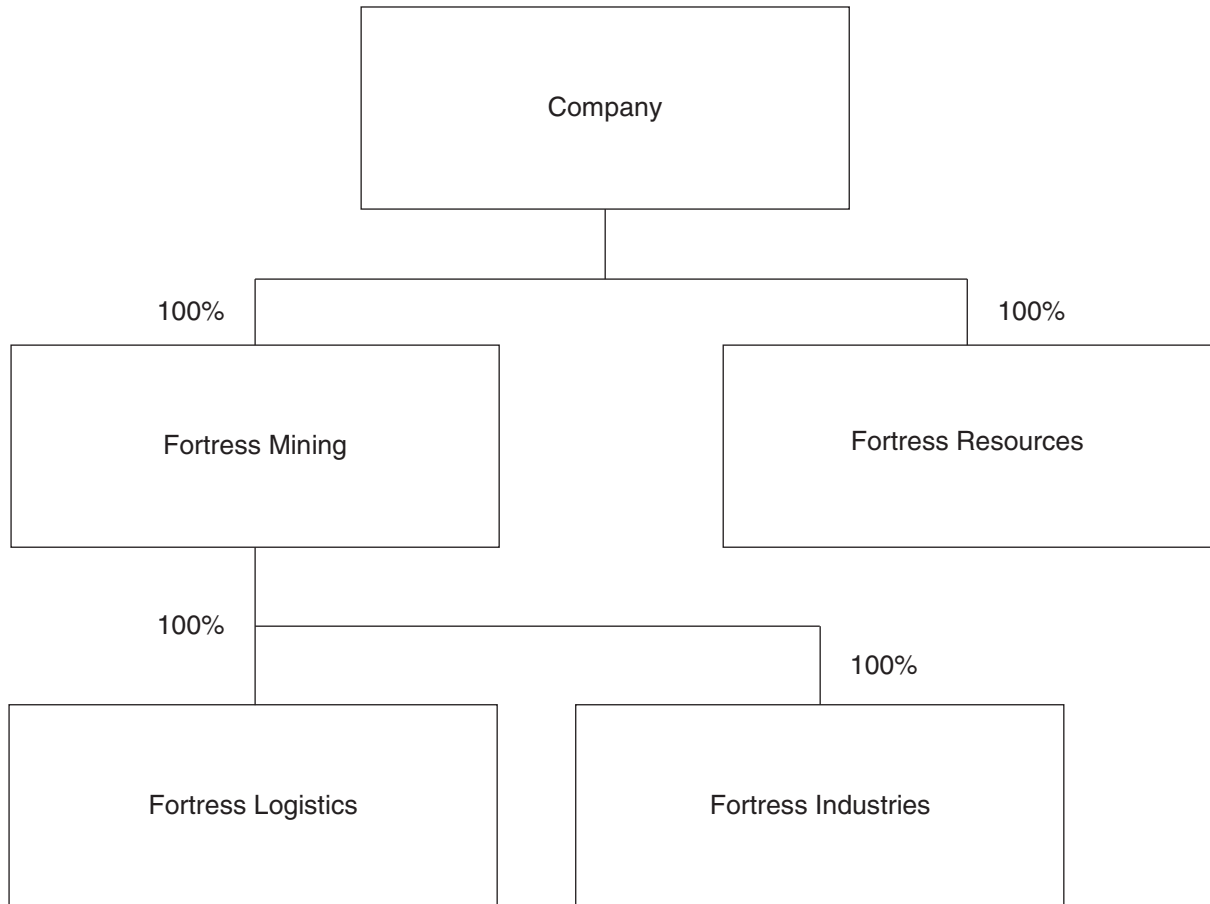 Company
100%
100%
Fortress Mining
Fortress Resources
100%
100%
Fortress Logistics
Fortress Industries